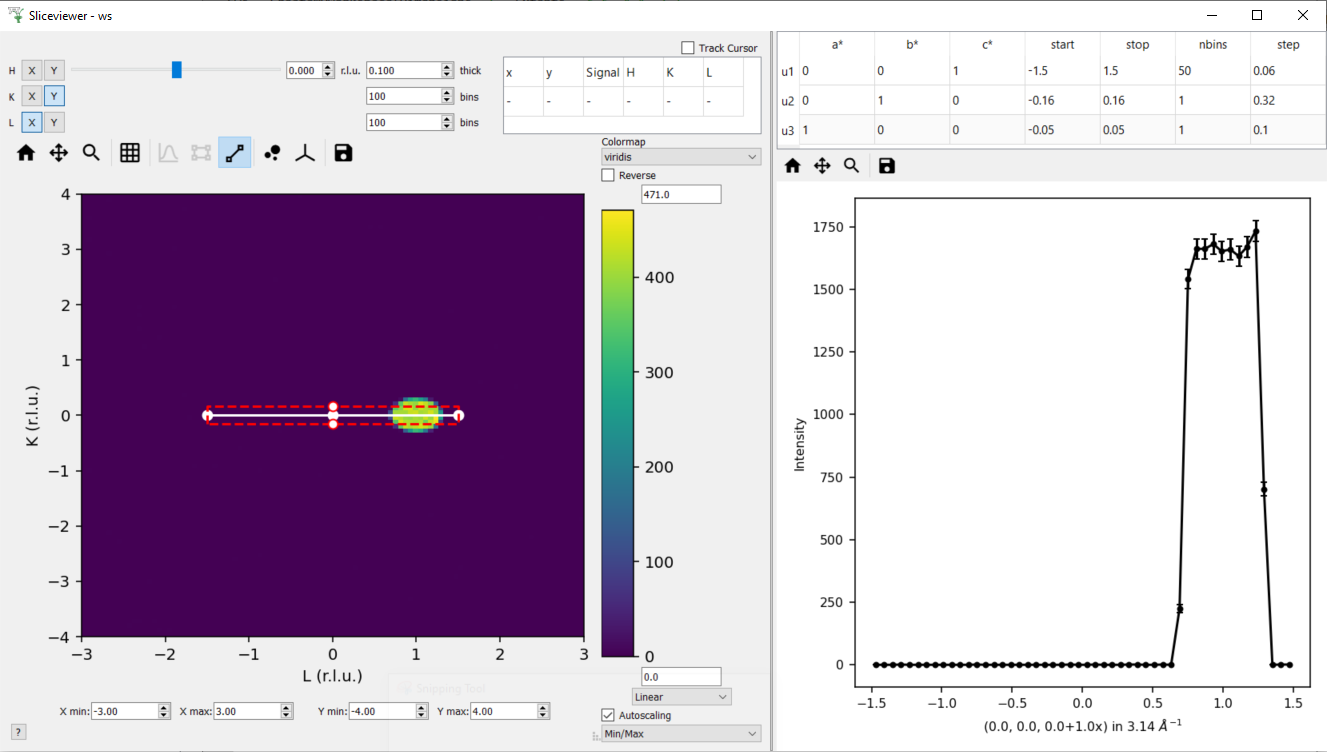 Sliceviewer - ws
Track Cursor
H X Y 0.000 r.l.u. 0.100 thick
K X Y 100 bins
L X Y 100 bins
x y Signal H K L
- - - - - -
Colormap
viridis
Reverse
471.0
400
300
200
100
0
0.0
Linear
Autoscaling
Min/Max
4
3
2
1
0
−1
−2
−3
−4
K (r.l.u.)
−3 −2 −1 0 1 2 3
L (r.l.u.)
Snipping Tool
X min: -3.00 X max: 3.00 Y min: -4.00 Y max: 4.00
?
a* b* c* start stop nbins step
u1 0 0 1 -1.5 1.5 50 0.06
u2 0 1 0 -0.16 0.16 1 0.32
u3 1 0 0 -0.05 0.05 1 0.1
1750
1500
1250
1000
750
500
250
0
Intensity
−1.5 −1.0 −0.5 0.0 0.5 1.0 1.5
(0.0, 0.0, 0.0+1.0x) in 3.14 Å⁻¹